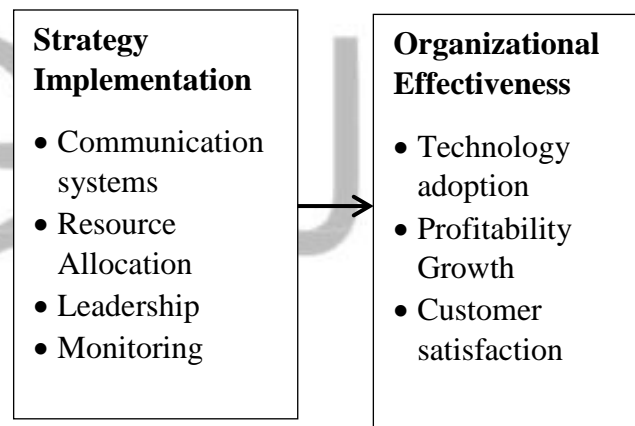 Strategy
Implementation
• Communication
systems
• Resource
Allocation
• Leadership
• Monitoring
Organizational
Effectiveness
• Technology
adoption
• Profitability
Growth
• Customer
satisfaction